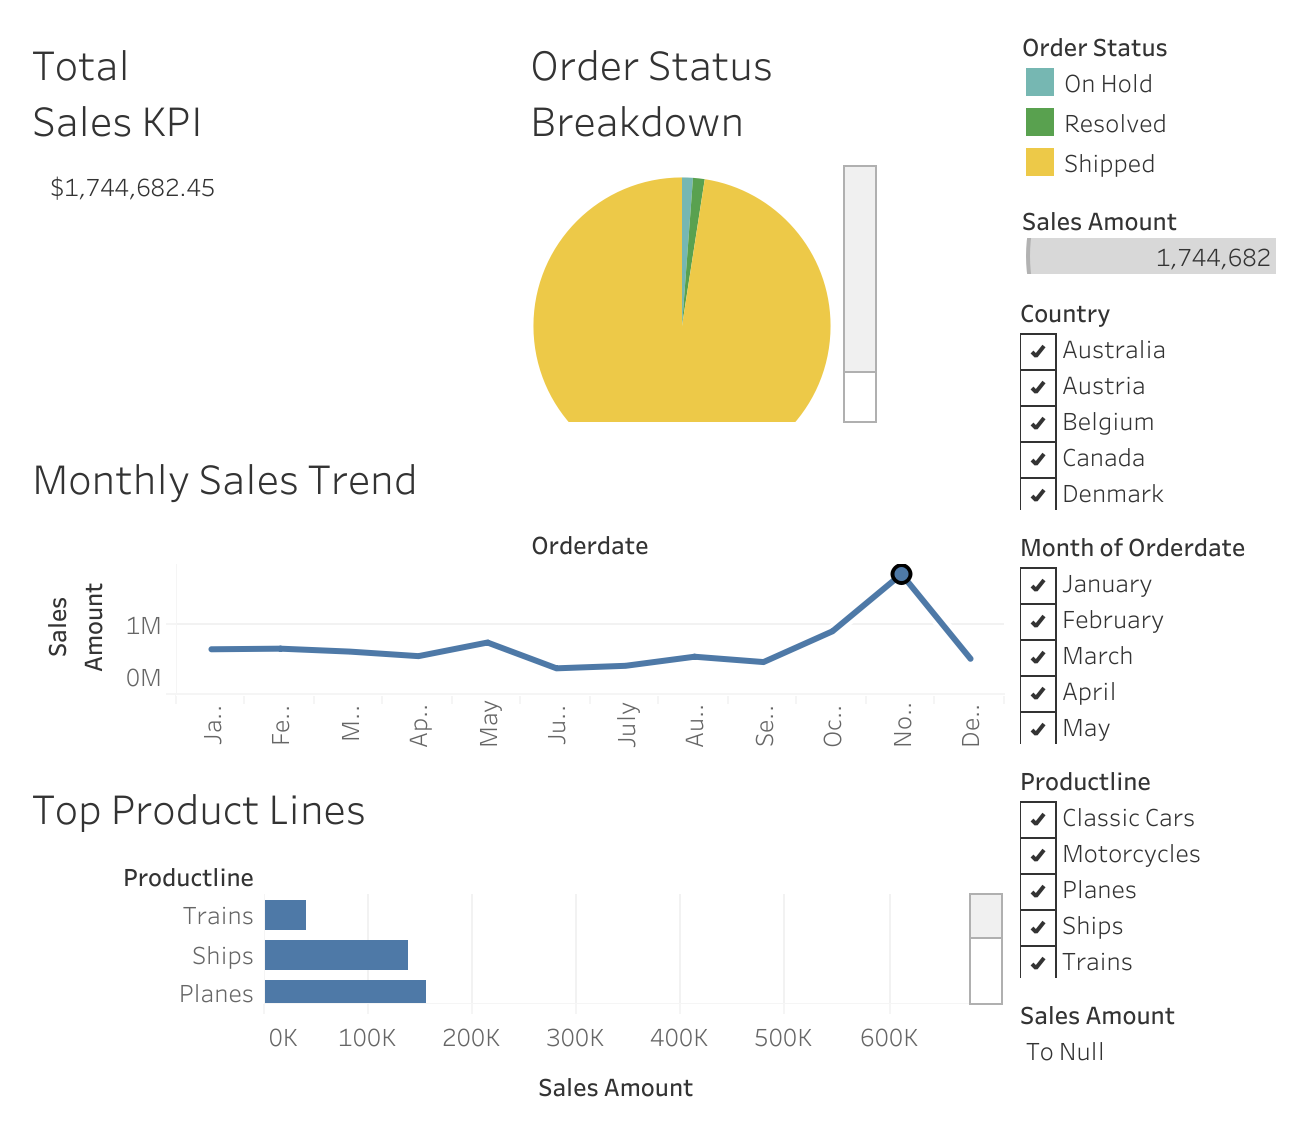 Total
Sales KPI
$1,744,682.45
Order Status
Breakdown
Order Status
On Hold
Resolved
Shipped
Sales Amount
1,744,682
Country
Australia
Austria
Belgium
Canada
Denmark
Monthly Sales Trend
Orderdate
Sales
Amount
1M
0M
Ja..
Fe..
M..
Ap..
May
Ju..
July
Au..
Se..
Oc..
No..
De..
Month of Orderdate
January
February
March
April
May
Top Product Lines
Productline
Trains
Ships
Planes
0K 100K 200K 300K 400K 500K 600K
Sales Amount
Productline
Classic Cars
Motorcycles
Planes
Ships
Trains
Sales Amount
To Null